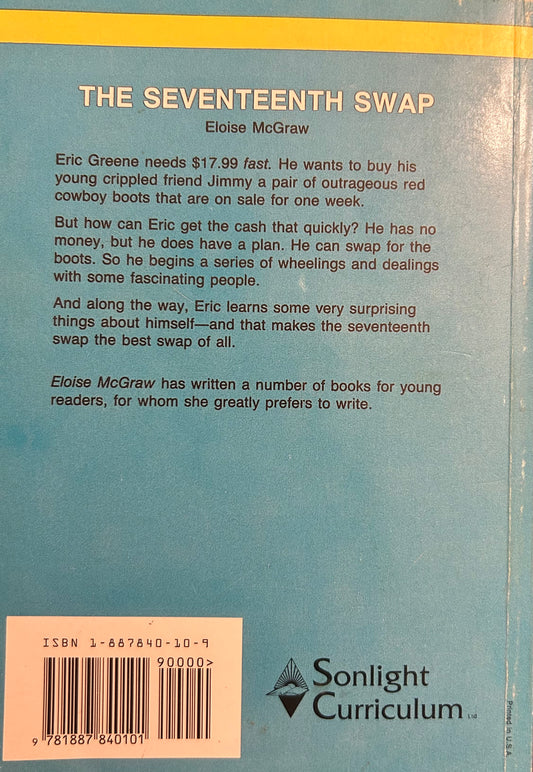 THE SEVENTEENTH SWAP
Eloise McGraw
Eric Greene needs $17.99 fast. He wants to buy his
young crippled friend Jimmy a pair of outrageous red
cowboy boots that are on sale for one week.
But how can Eric get the cash that quickly? He has no
money, but he does have a plan. He can swap for the
boots. So he begins a series of wheelings and dealings
with some fascinating people.
And along the way, Eric learns some very surprising
things about himself—and that makes the seventeenth
swap the best swap of all.
Eloise McGraw has written a number of books for young
readers, for whom she greatly prefers to write.
ISBN 1-887840-10-9
90000>
9 781887 840101
Sonlight
Curriculum Ltd
Printed in U.S.A.